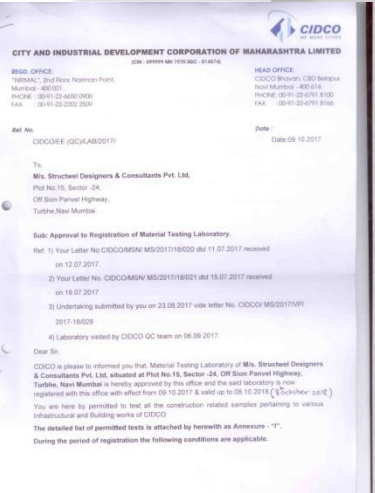 CIDCO
WE MAKE CITIES
CITY AND INDUSTRIAL DEVELOPMENT CORPORATION OF MAHARASHTRA LIMITED
REGD. OFFICE:
"NIRMAL", 2nd Floor, Nariman Point,
Mumbai - 400 021.
PHONE : 00-91-22-6650 0900
FAX : 00-91-22-2202 2509
HEAD OFFICE:
CIDCO Bhavan, CBD Belapur,
Navi Mumbai - 400 614.
PHONE : 00-91-22-6791 8100
FAX : 00-91-22-6791 8166
Ref. No.
Date :
CIDCO/EE (QC)/LAB/2017/
Date:09.10.2017
To,
M/s. Structwel Designers & Consultants Pvt. Ltd,
Plot No.15, Sector -24,
Off Sion Panvel Highway,
Turbhe,Navi Mumbai.
Sub: Approval to Registration of Material Testing Laboratory.
Ref: 1) Your Letter No.CIDCO/MSN/ MS/2017/18/020 dtd 11.07.2017 received
on 12.07.2017.
2) Your Letter No. CIDCO/MSN/ MS/2017/18/021 dtd 15.07.2017 received
on 19.07.2017
3) Undertaking submitted by you on 23.08.2017 vide letter No. CIDCO/ MS/2017/VP/
2017-18/028
4) Laboratory visited by CIDCO QC team on 06.09.2017.
Dear Sir,
CDICO is pleased to inform you that, Material Testing Laboratory of M/s. Structwel Designers
& Consultants Pvt. Ltd, situated at Plot No.15, Sector -24, Off Sion Panvel Highway,
Turbhe, Navi Mumbai is hereby approved by this office and the said laboratory is now
registered with this office with effect from 09.10.2017 & valid up to 08.10.2018
You are here by permitted to test all the construction related samples pertaining to various
Infrastructural and Building works of CIDCO.
The detailed list of permitted tests is attached by herewith as Annexure - "I".
During the period of registration the following conditions are applicable.